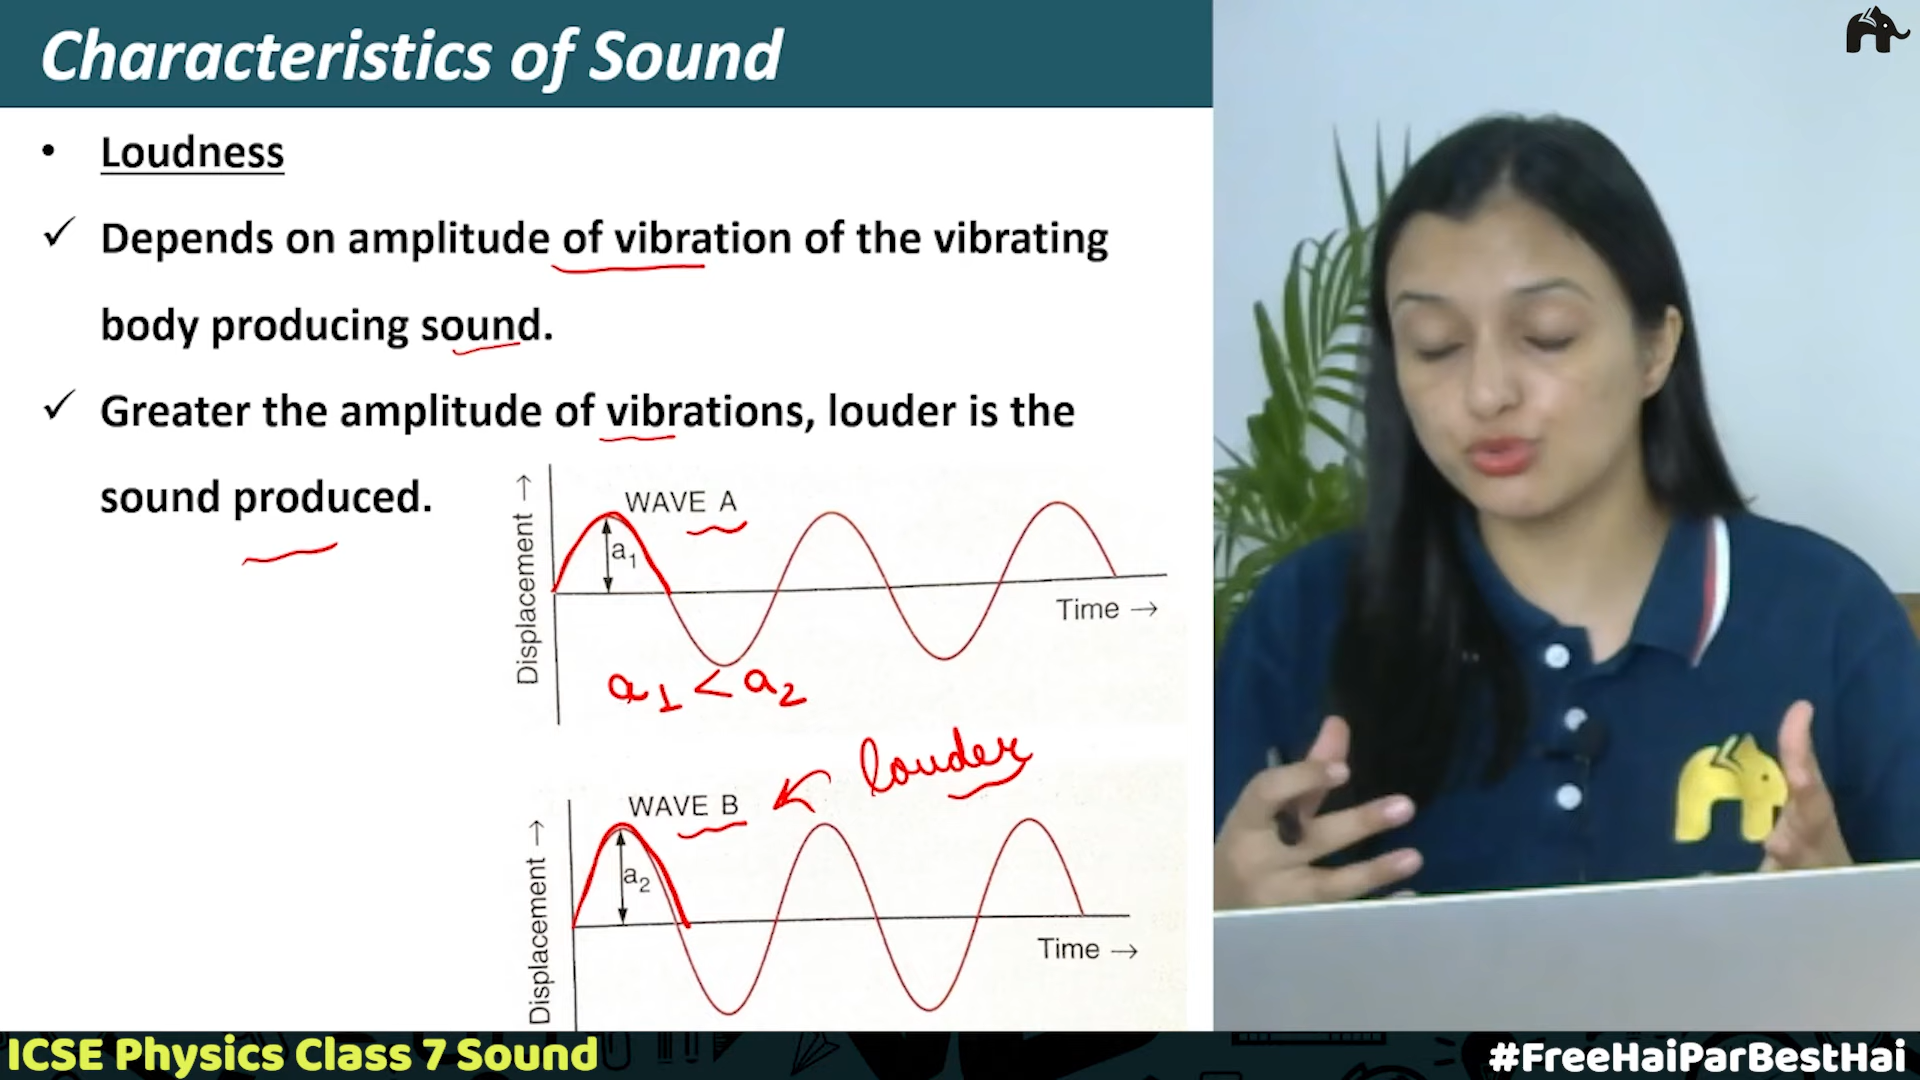 Characteristics of Sound
• Loudness
✓ Depends on amplitude of vibration of the vibrating
body producing sound.
✓ Greater the amplitude of vibrations, louder is the
sound produced.
Displacement →
WAVE A
a₁
Time →
a₁ < a₂
louder
Displacement →
WAVE B
a₂
Time →
ICSE Physics Class 7 Sound
#FreeHaiParBestHai